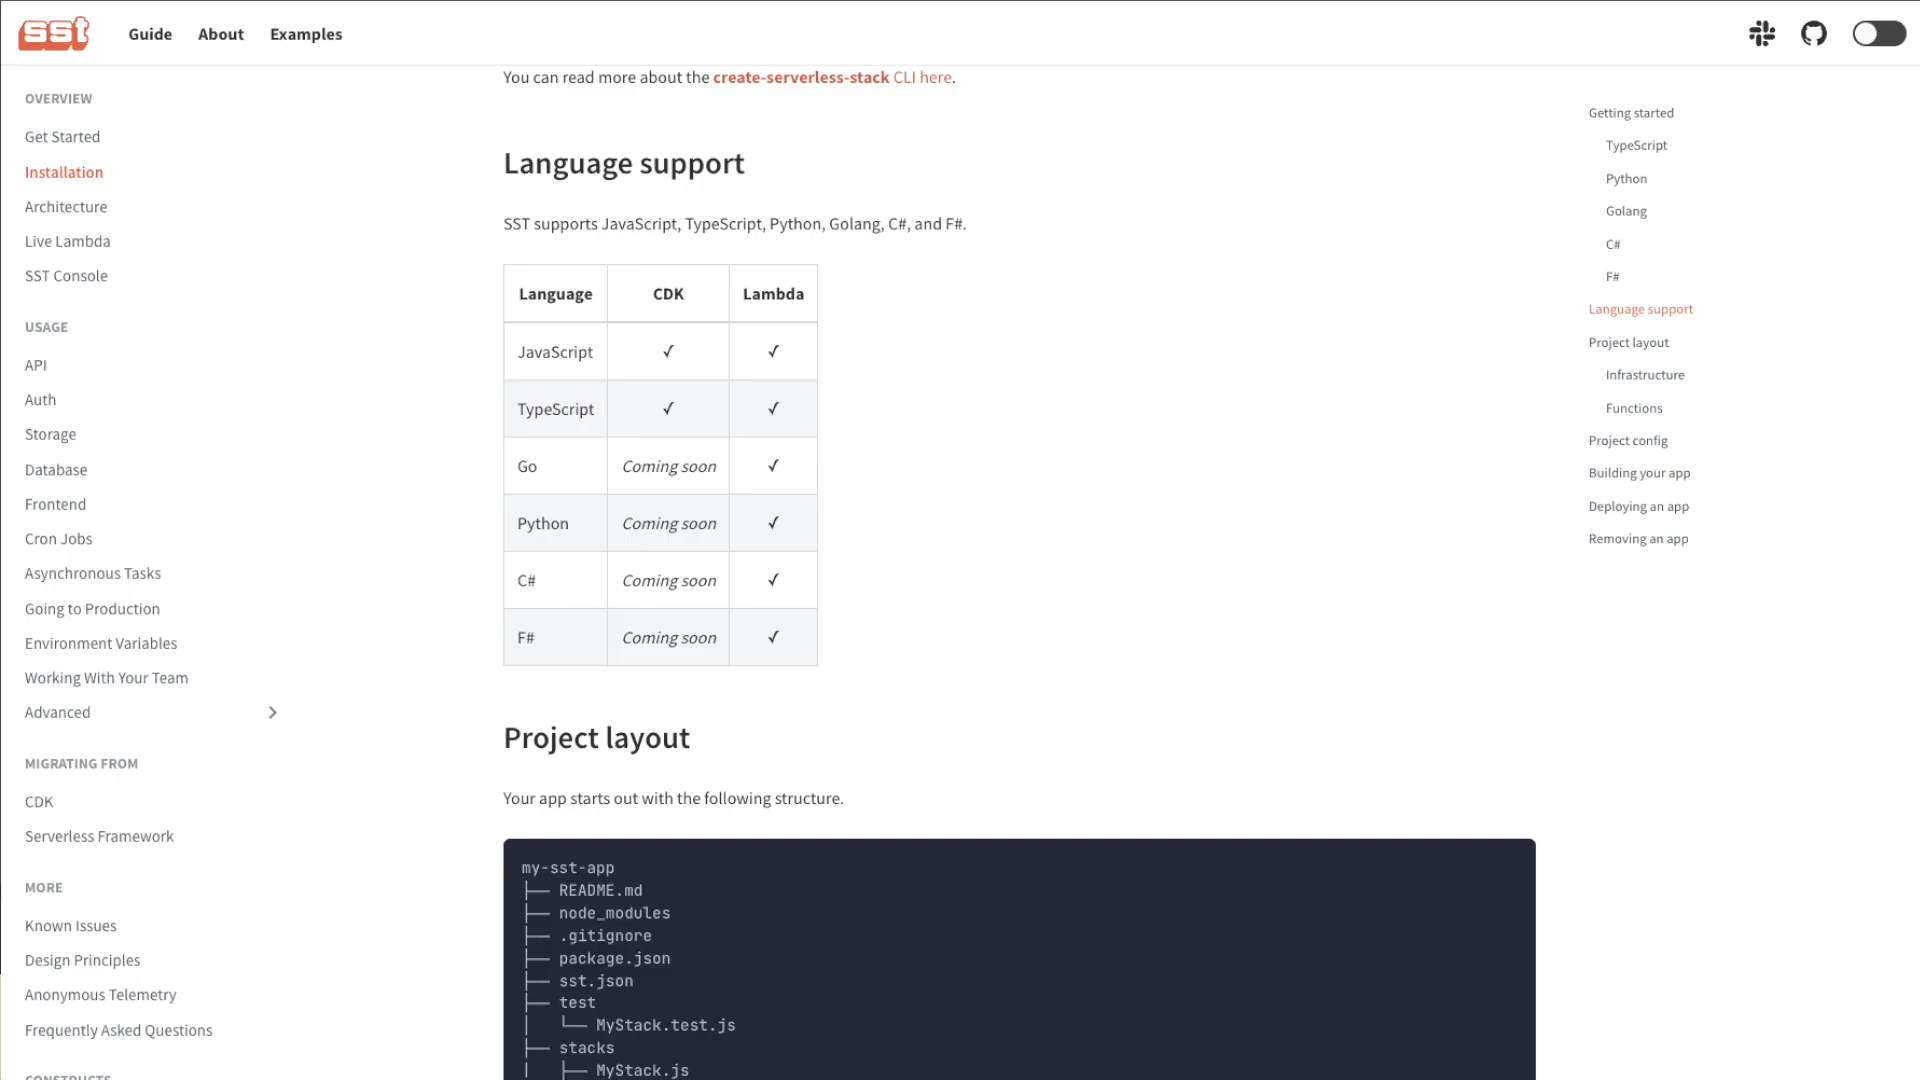 sst
Guide
About
Examples
OVERVIEW
Get Started
Installation
Architecture
Live Lambda
SST Console
USAGE
API
Auth
Storage
Database
Frontend
Cron Jobs
Asynchronous Tasks
Going to Production
Environment Variables
Working With Your Team
Advanced
MIGRATING FROM
CDK
Serverless Framework
MORE
Known Issues
Design Principles
Anonymous Telemetry
Frequently Asked Questions
CONSTRUCTS
You can read more about the create-serverless-stack CLI here.
Language support
SST supports JavaScript, TypeScript, Python, Golang, C#, and F#.
Language CDK Lambda
JavaScript ✓ ✓
TypeScript ✓ ✓
Go Coming soon ✓
Python Coming soon ✓
C# Coming soon ✓
F# Coming soon ✓
Project layout
Your app starts out with the following structure.
my-sst-app
├── README.md
├── node_modules
├── .gitignore
├── package.json
├── sst.json
├── test
│   └── MyStack.test.js
├── stacks
|   ├── MyStack.js
Getting started
TypeScript
Python
Golang
C#
F#
Language support
Project layout
Infrastructure
Functions
Project config
Building your app
Deploying an app
Removing an app